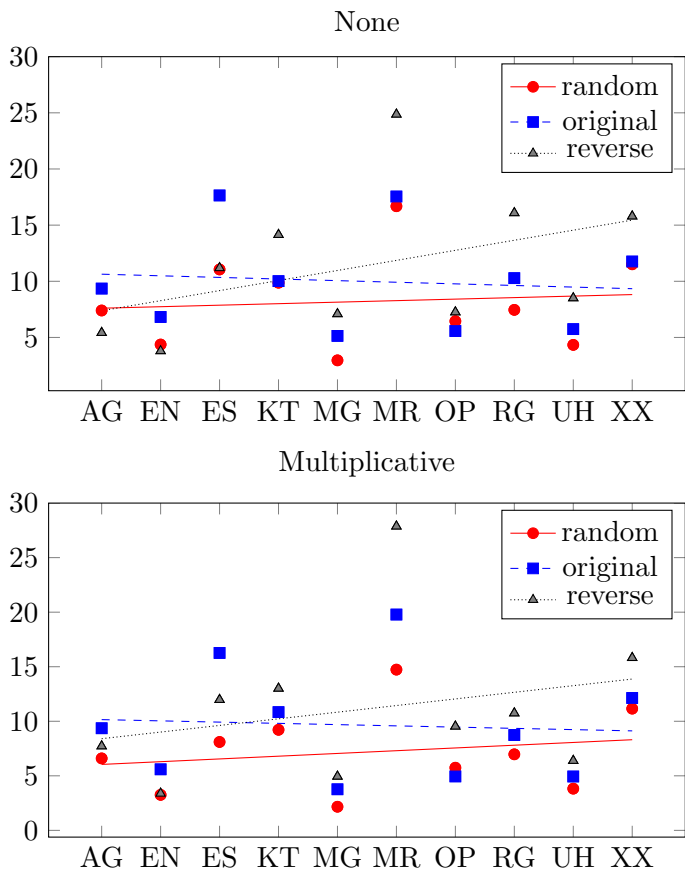 None
30
25
20
15
10
5
random
original
reverse
AG EN ES KT MG MR OP RG UH XX
Multiplicative
30
25
20
15
10
5
0
random
original
reverse
AG EN ES KT MG MR OP RG UH XX